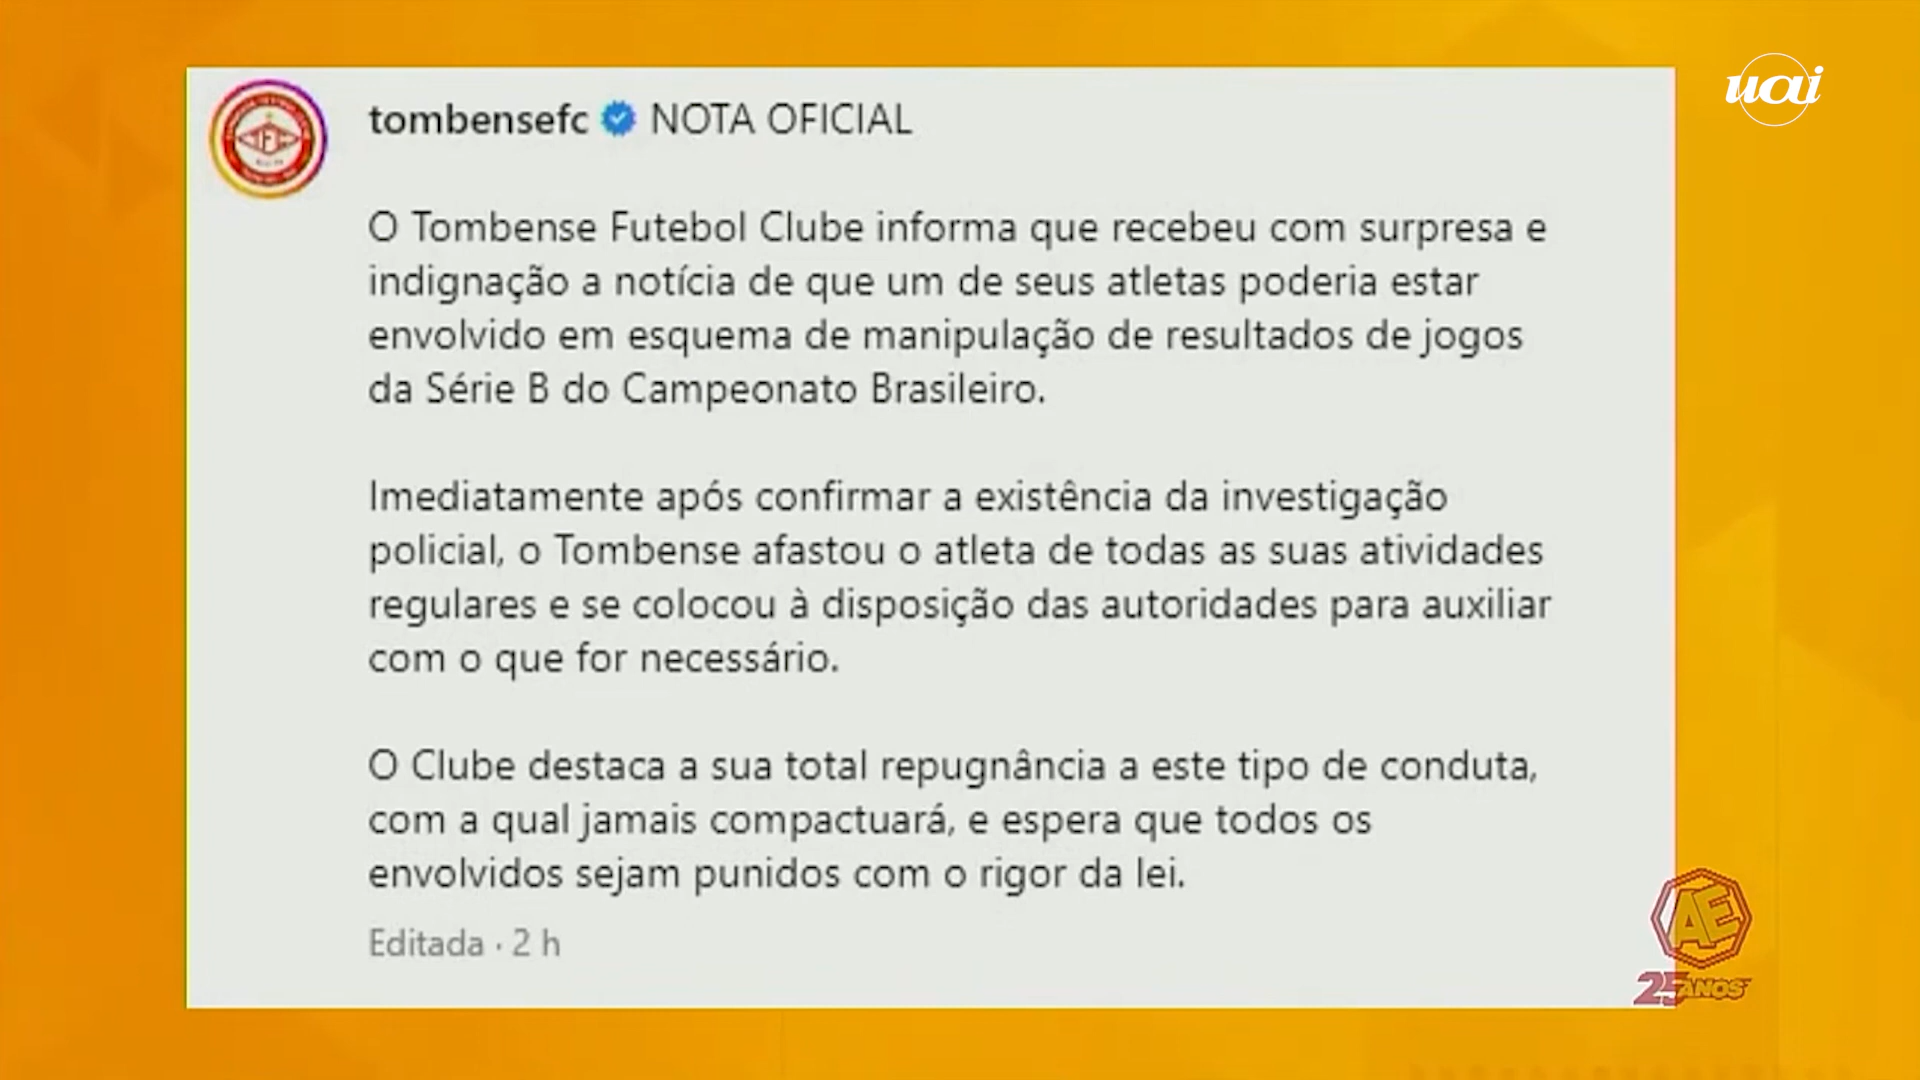 uai
tombensefc NOTA OFICIAL
O Tombense Futebol Clube informa que recebeu com surpresa e
indignação a notícia de que um de seus atletas poderia estar
envolvido em esquema de manipulação de resultados de jogos
da Série B do Campeonato Brasileiro.
Imediatamente após confirmar a existência da investigação
policial, o Tombense afastou o atleta de todas as suas atividades
regulares e se colocou à disposição das autoridades para auxiliar
com o que for necessário.
O Clube destaca a sua total repugnância a este tipo de conduta,
com a qual jamais compactuará, e espera que todos os
envolvidos sejam punidos com o rigor da lei.
Editada · 2 h
AE
25 ANOS